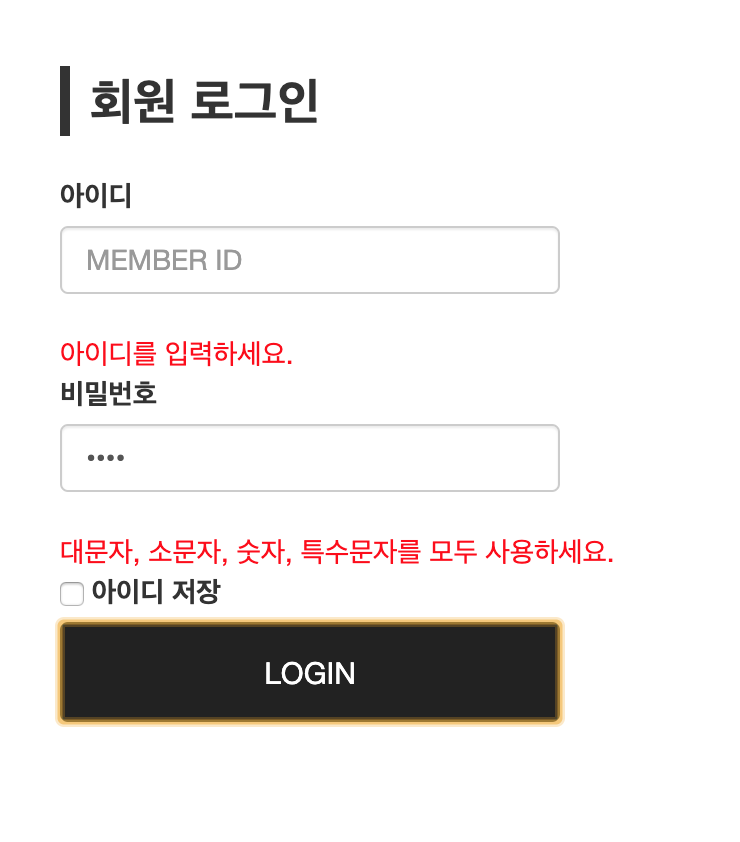 회원 로그인
아이디
MEMBER ID
아이디를 입력하세요.
비밀번호
••••
대문자, 소문자, 숫자, 특수문자를 모두 사용하세요.
아이디 저장
LOGIN